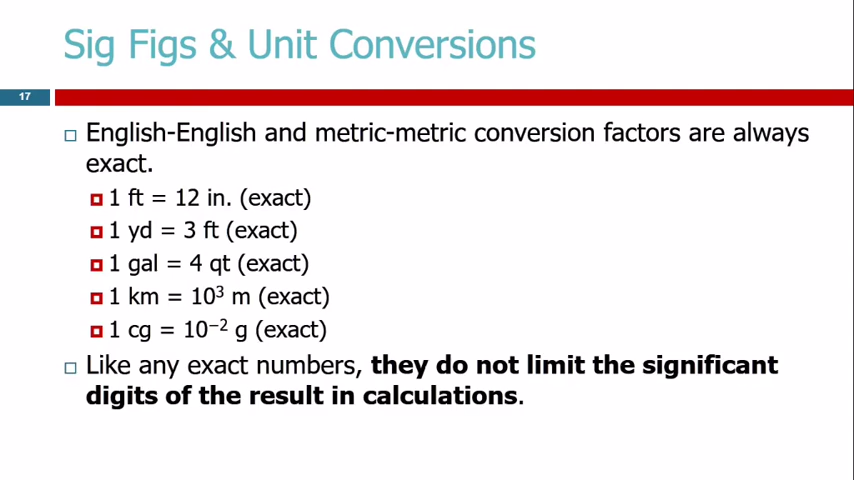 Sig Figs & Unit Conversions
17
English-English and metric-metric conversion factors are always
exact.
1 ft = 12 in. (exact)
1 yd = 3 ft (exact)
1 gal = 4 qt (exact)
1 km = 10³ m (exact)
1 cg = 10⁻² g (exact)
Like any exact numbers, they do not limit the significant
digits of the result in calculations.